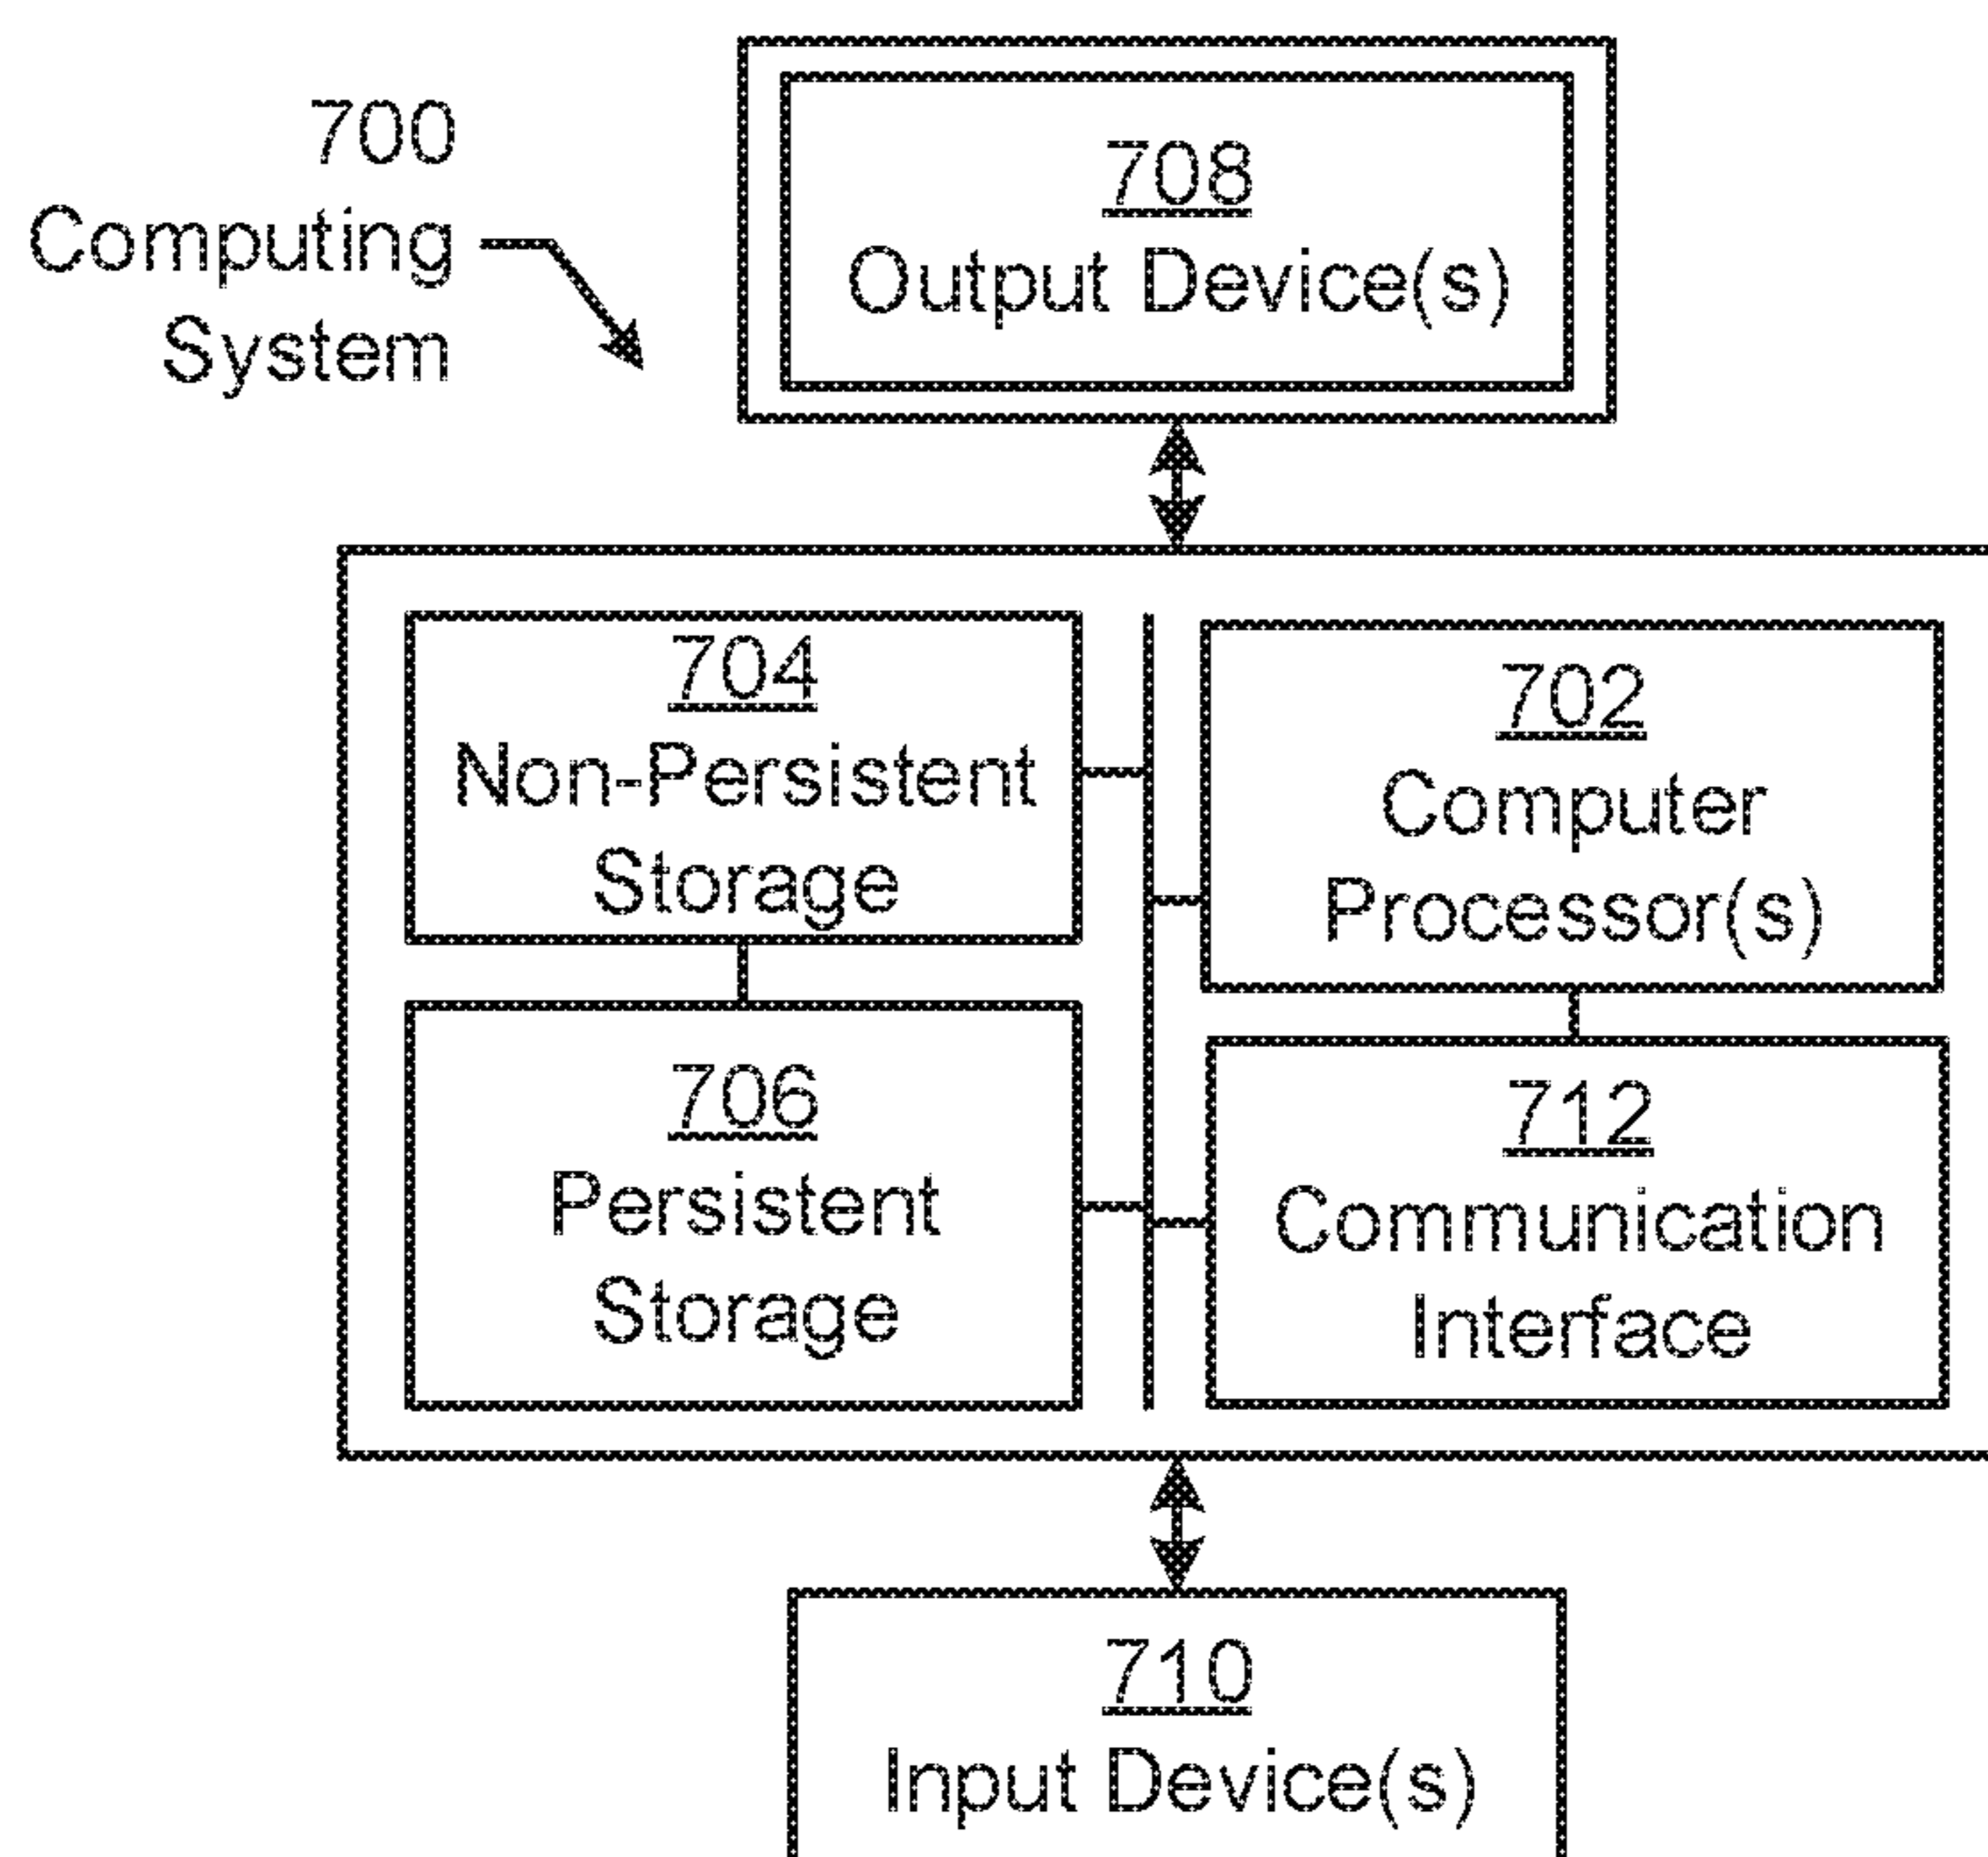 700
Computing
System
708
Output Device(s)
704
Non-Persistent
Storage
702
Computer
Processor(s)
706
Persistent
Storage
712
Communication
Interface
710
Input Device(s)